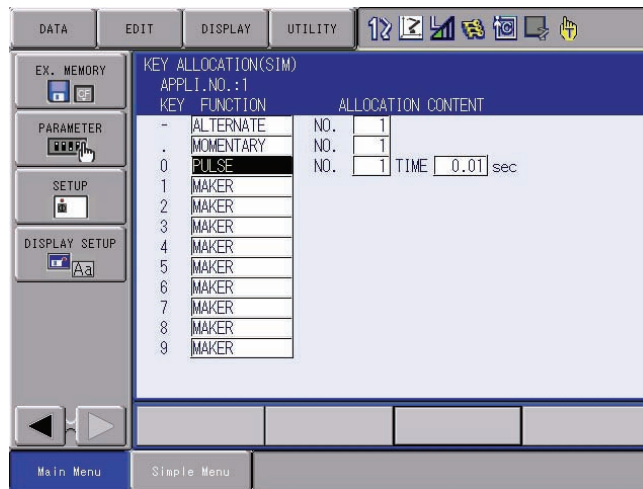 DATA EDIT DISPLAY UTILITY
EX. MEMORY
CF
PARAMETER
SETUP
DISPLAY SETUP
Aa
KEY ALLOCATION(SIM)
APPLI.NO.:1
KEY FUNCTION ALLOCATION CONTENT
- ALTERNATE NO. 1
. MOMENTARY NO. 1
0 PULSE NO. 1 TIME 0.01 sec
1 MAKER
2 MAKER
3 MAKER
4 MAKER
5 MAKER
6 MAKER
7 MAKER
8 MAKER
9 MAKER
Main Menu Simple Menu